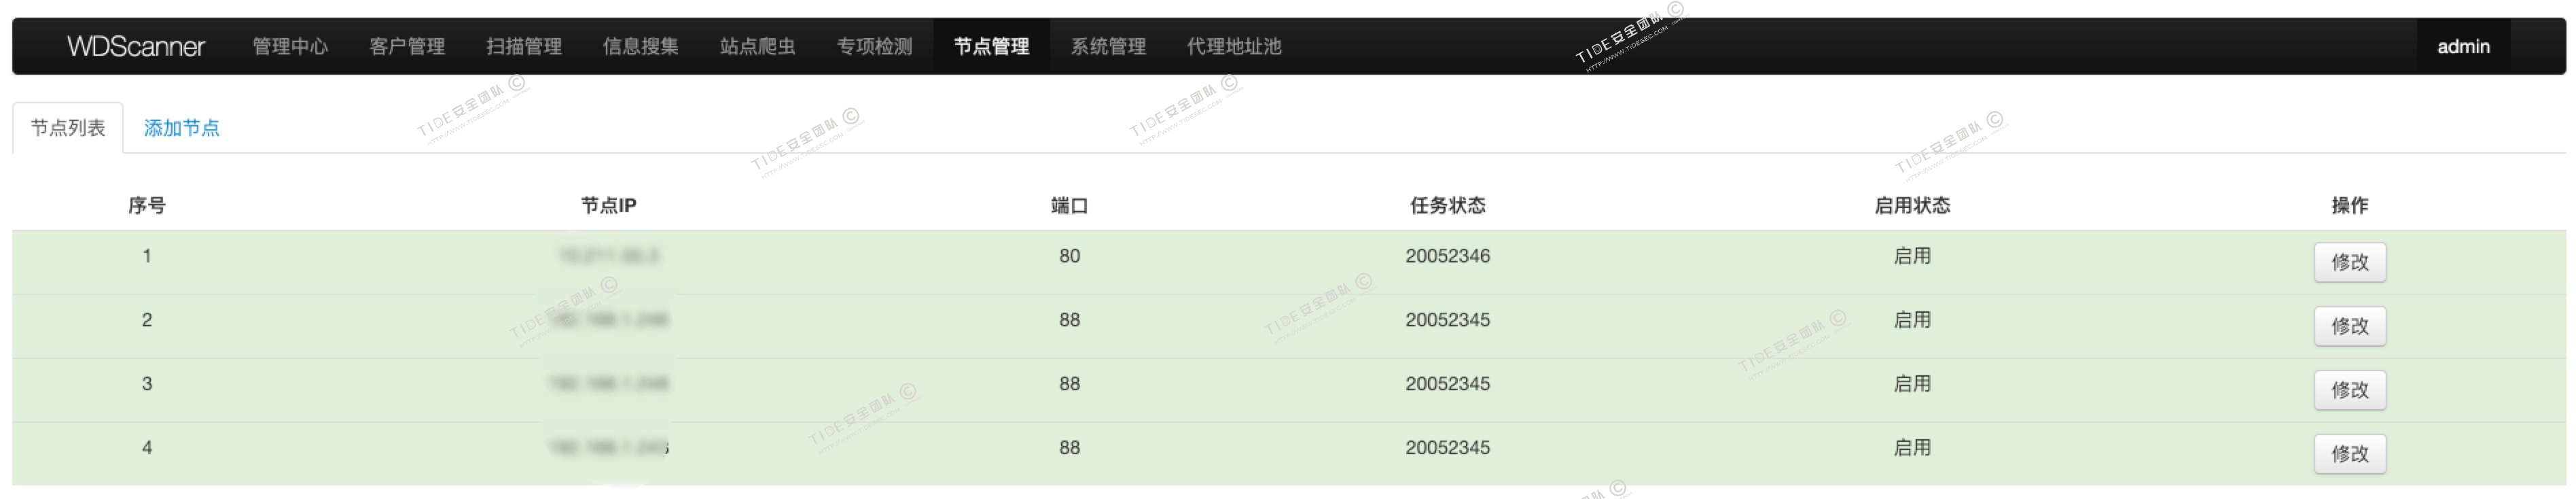 WDScanner 管理中心 客户管理 扫描管理 信息搜集 站点爬虫 专项检测 节点管理 系统管理 代理地址池 admin
节点列表 添加节点
序号 节点IP 端口 任务状态 启用状态 操作
1 80 20052346 启用 修改
2 88 20052345 启用 修改
3 88 20052345 启用 修改
4 88 20052345 启用 修改
TIDE安全团队 ©
HTTP://WWW.TIDESEC.COM